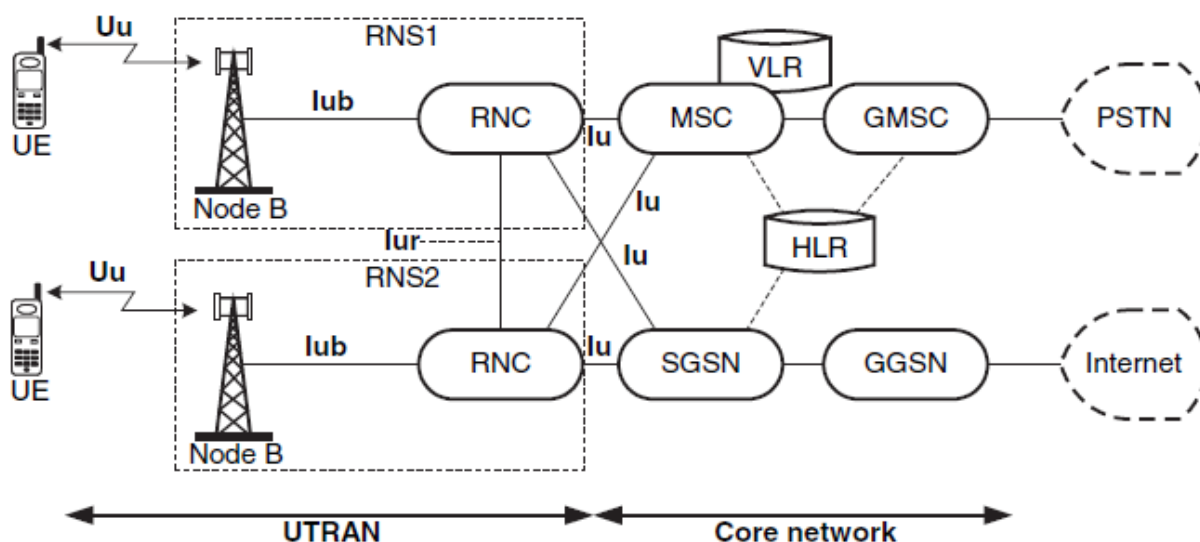 Uu
RNS1
VLR
UE
Iub
RNC
Iu
MSC
GMSC
PSTN
Node B
Iu
Iur
Iu
HLR
Uu
RNS2
UE
Iub
RNC
Iu
SGSN
GGSN
Internet
Node B
UTRAN
Core network